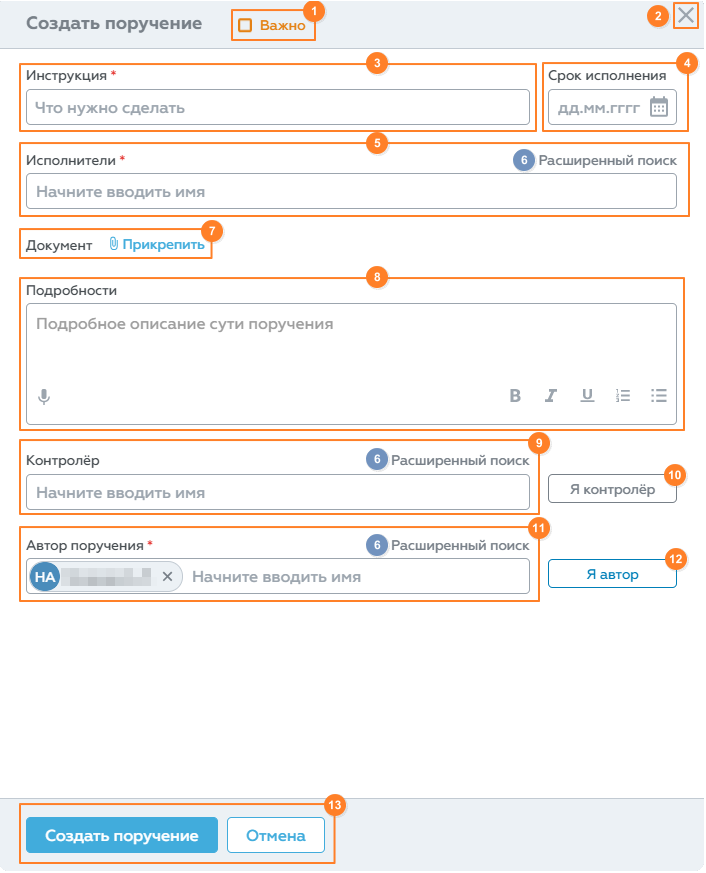 Создать поручение
1
Важно
2
3
4
Инструкция *
Срок исполнения
Что нужно сделать
дд.мм.гггг
5
Исполнители *
6 Расширенный поиск
Начните вводить имя
7
Документ
Прикрепить
8
Подробности
Подробное описание сути поручения
B I U
9
Контролёр
6 Расширенный поиск
10
Начните вводить имя
Я контролёр
11
Автор поручения *
6 Расширенный поиск
12
НА
Начните вводить имя
Я автор
13
Создать поручение
Отмена